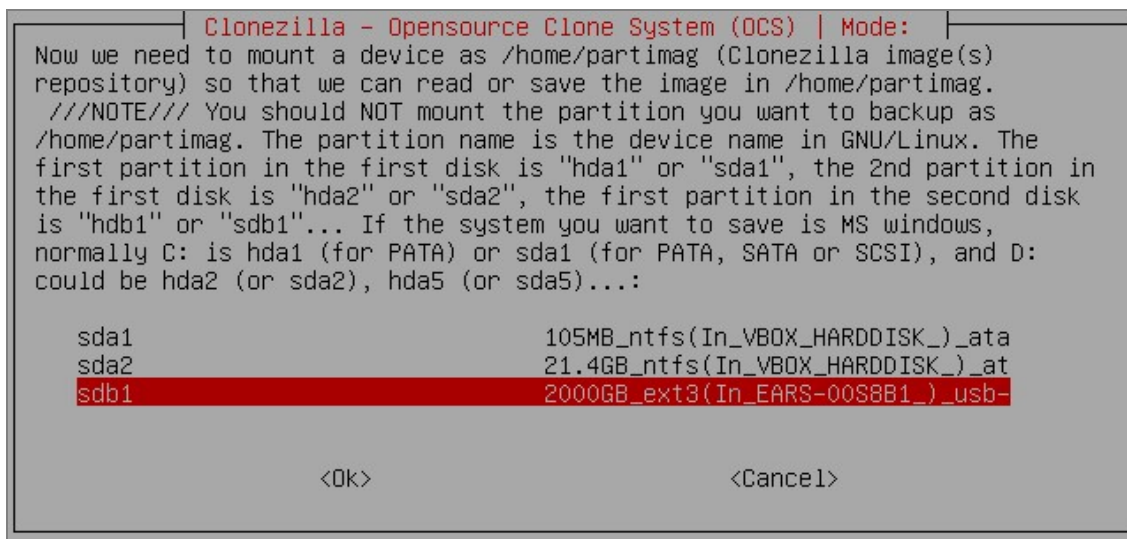 Clonezilla - Opensource Clone System (OCS) | Mode:
Now we need to mount a device as /home/partimag (Clonezilla image(s)
repository) so that we can read or save the image in /home/partimag.
///NOTE/// You should NOT mount the partition you want to backup as
/home/partimag. The partition name is the device name in GNU/Linux. The
first partition in the first disk is "hda1" or "sda1", the 2nd partition in
the first disk is "hda2" or "sda2", the first partition in the second disk
is "hdb1" or "sdb1"... If the system you want to save is MS windows,
normally C: is hda1 (for PATA) or sda1 (for PATA, SATA or SCSI), and D:
could be hda2 (or sda2), hda5 (or sda5)...:
sda1 105MB_ntfs(In_VBOX_HARDDISK_)_ata
sda2 21.4GB_ntfs(In_VBOX_HARDDISK_)_at
sdb1 2000GB_ext3(In_EARS-00S8B1_)_usb-
<Ok> <Cancel>